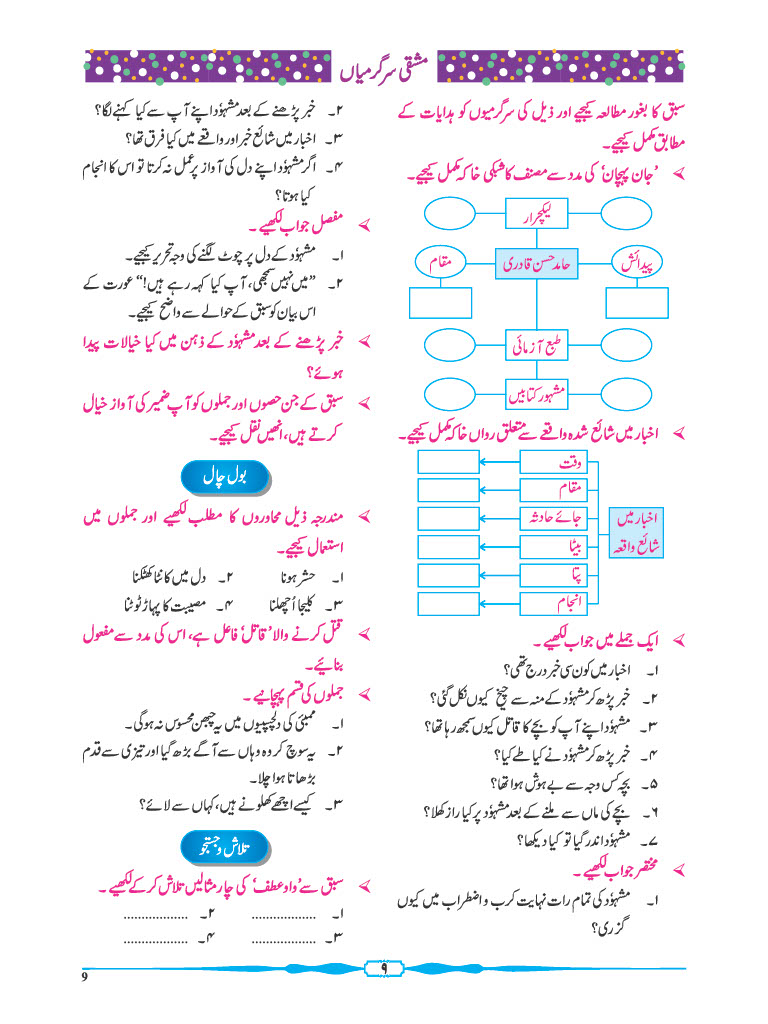 مشقی سرگرمیاں
سبق کا بغور مطالعہ کیجیے اور ذیل کی سرگرمیوں کو ہدایات کے
مطابق مکمل کیجیے۔
’جان پہچان‘ کی مدد سے مصنف کا شبکی خاکہ مکمل کیجیے۔
لیکچرار
پیدائش
حامد حسن قادری
مقام
طبع آزمائی
مشہور کتابیں
اخبار میں شائع شدہ واقعے سے متعلق رواں خاکہ مکمل کیجیے۔
اخبار میں
شائع واقعہ
وقت
مقام
جائے حادثہ
بیٹا
پتا
انجام
ایک جملے میں جواب لکھیے۔
۱۔ اخبار میں کون سی خبر درج تھی؟
۲۔ خبر پڑھ کر مشہوٗد کے منہ سے چیخ کیوں نکل گئی؟
۳۔ مشہوٗد اپنے آپ کو بچے کا قاتل کیوں سمجھ رہا تھا؟
۴۔ خبر پڑھ کر مشہوٗد نے کیا طے کیا؟
۵۔ بچہ کس وجہ سے بے ہوش ہوا تھا؟
۶۔ بچے کی ماں سے ملنے کے بعد مشہوٗد پر کیا راز کھلا؟
۷۔ مشہوٗد اندر گیا تو کیا دیکھا؟
مختصر جواب لکھیے۔
۱۔ مشہوٗد کی تمام رات نہایت کرب و اضطراب میں کیوں
گزری؟
۲۔ خبر پڑھنے کے بعد مشہوٗد اپنے آپ سے کیا کہنے لگا؟
۳۔ اخبار میں شائع خبر اور واقعے میں کیا فرق تھا؟
۴۔ اگر مشہوٗد اپنے دل کی آواز پر عمل نہ کرتا تو اس کا انجام
کیا ہوتا؟
مفصل جواب لکھیے۔
۱۔ مشہوٗد کے دل پر چوٹ لگنے کی وجہ تحریر کیجیے۔
۲۔ ”میں نہیں سمجھی، آپ کیا کہہ رہے ہیں!“ عورت کے
اس بیان کو سبق کے حوالے سے واضح کیجیے۔
خبر پڑھنے کے بعد مشہوٗد کے ذہن میں کیا خیالات پیدا
ہوئے؟
سبق کے جن حصوں اور جملوں کو آپ ضمیر کی آواز خیال
کرتے ہیں، انھیں نقل کیجیے۔
بول چال
مندرجہ ذیل محاوروں کا مطلب لکھیے اور جملوں میں
استعمال کیجیے۔
۱۔ حشر ہونا ۲۔ دل میں کانٹا کھٹکنا
۳۔ کلیجا اُچھلنا ۴۔ مصیبت کا پہاڑ ٹوٹنا
قتل کرنے والا ’قاتل‘ فاعل ہے، اس کی مدد سے مفعول
بنائیے۔
جملوں کی قسم پہچانیے۔
۱۔ ممبئی کی دلچسپیوں میں یہ چبھن محسوس نہ ہوگی۔
۲۔ یہ سوچ کر وہ وہاں سے آگے بڑھ گیا اور تیزی سے قدم
بڑھاتا ہوا چلا۔
۳۔ کیسے اچھے کھلونے ہیں، کہاں سے لائے؟
تلاش و جستجو
سبق سے ’واوِ عطف‘ کی چار مثالیں تلاش کر کے لکھیے۔
۱۔ .................. ۲۔ ..................
۳۔ .................. ۴۔ ..................
۹
9